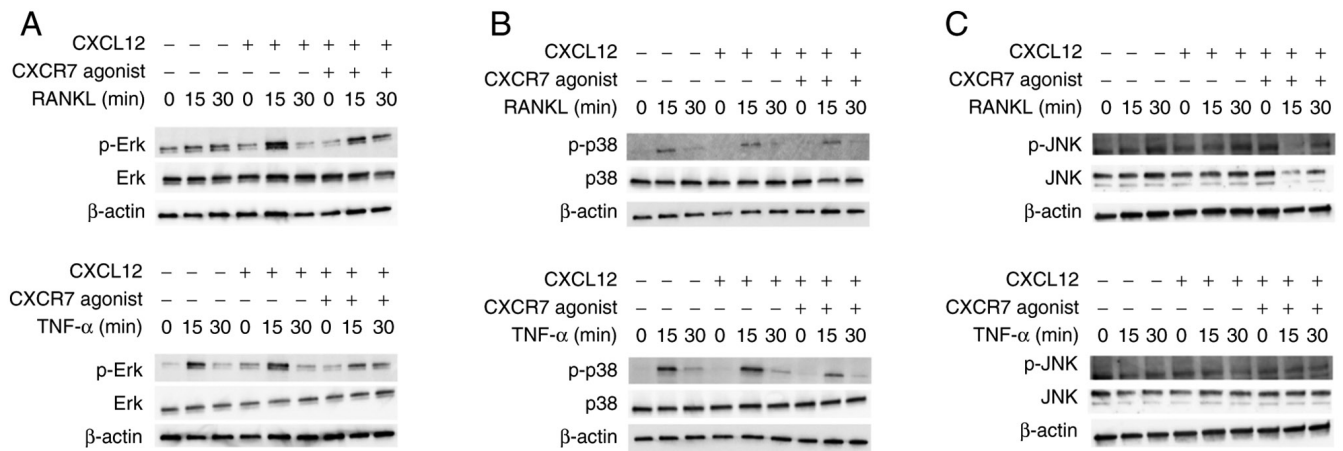 A
CXCL12 − − − + + + + + +
CXCR7 agonist − − − − − − + + +
RANKL (min) 0 15 30 0 15 30 0 15 30
p-Erk
Erk
β-actin
CXCL12 − − − + + + + + +
CXCR7 agonist − − − − − − + + +
TNF-α (min) 0 15 30 0 15 30 0 15 30
p-Erk
Erk
β-actin
B
CXCL12 − − − + + + + + +
CXCR7 agonist − − − − − − + + +
RANKL (min) 0 15 30 0 15 30 0 15 30
p-p38
p38
β-actin
CXCL12 − − − + + + + + +
CXCR7 agonist − − − − − − + + +
TNF-α (min) 0 15 30 0 15 30 0 15 30
p-p38
p38
β-actin
C
CXCL12 − − − + + + + + +
CXCR7 agonist − − − − − − + + +
RANKL (min) 0 15 30 0 15 30 0 15 30
p-JNK
JNK
β-actin
CXCL12 − − − + + + + + +
CXCR7 agonist − − − − − − + + +
TNF-α (min) 0 15 30 0 15 30 0 15 30
p-JNK
JNK
β-actin